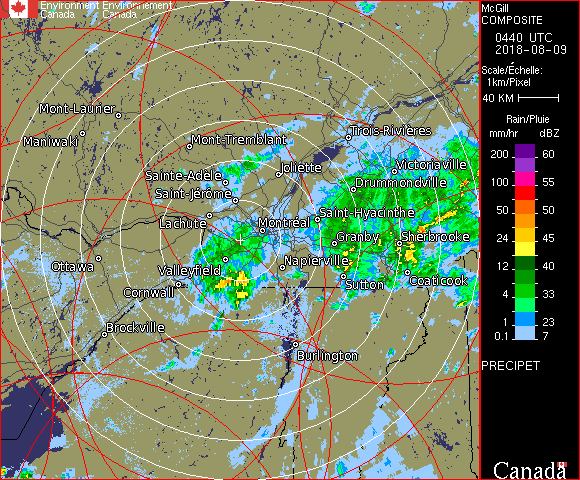 Environment Environnement
Canada Canada
Mont-Laurier
Maniwaki
Mont-Tremblant
Trois-Rivières
Joliette
Victoriaville
Sainte-Adèle
Drummondville
Saint-Jérôme
Saint-Hyacinthe
Lachute
Montréal
Granby
Sherbrooke
Ottawa
Valleyfield
Napierville
Coaticook
Sutton
Cornwall
Brockville
Burlington
McGill
COMPOSITE
0440 UTC
2018-08-09
Scale/Échelle:
1km/Pixel
40 KM
Rain/Pluie
mm/hr dBZ
200 60
100 55
50 50
24 45
12 40
4 33
1 23
0.1 7
PRECIPET
Canada